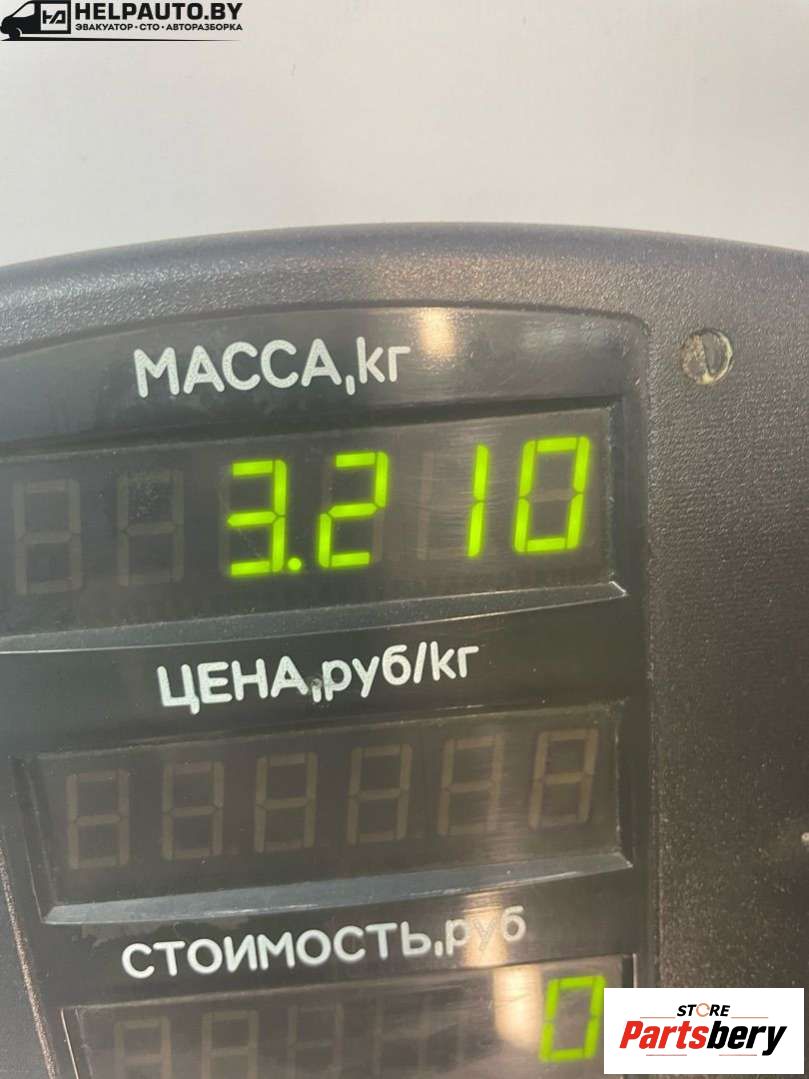 HELPAUTO.BY
ЭВАКУАТОР•СТО•АВТОРАЗБОРКА
МАССА,кг
3.210
ЦЕНА,руб/кг
СТОИМОСТЬ,руб
0
STORE
Partsbery